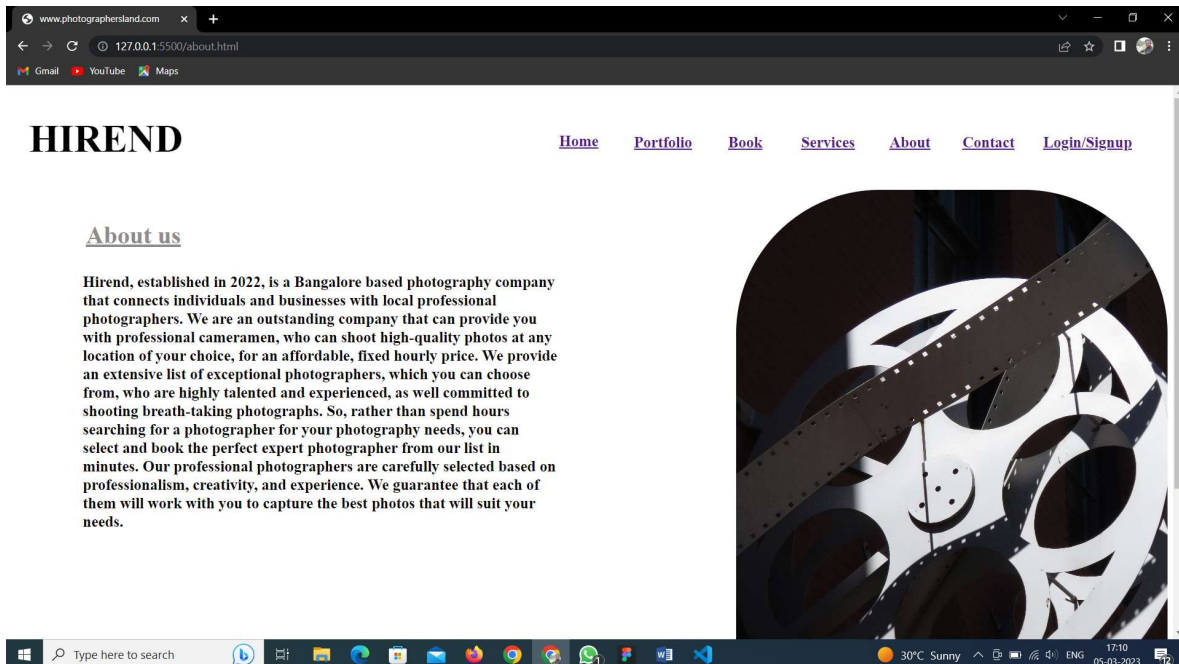 www.photographersland.com
127.0.0.1:5500/about.html
Gmail YouTube Maps
HIREND
Home Portfolio Book Services About Contact Login/Signup
About us
Hirend, established in 2022, is a Bangalore based photography company
that connects individuals and businesses with local professional
photographers. We are an outstanding company that can provide you
with professional cameramen, who can shoot high-quality photos at any
location of your choice, for an affordable, fixed hourly price. We provide
an extensive list of exceptional photographers, which you can choose
from, who are highly talented and experienced, as well committed to
shooting breath-taking photographs. So, rather than spend hours
searching for a photographer for your photography needs, you can
select and book the perfect expert photographer from our list in
minutes. Our professional photographers are carefully selected based on
professionalism, creativity, and experience. We guarantee that each of
them will work with you to capture the best photos that will suit your
needs.
Type here to search
30°C Sunny
ENG
17:10
05-03-2023
12